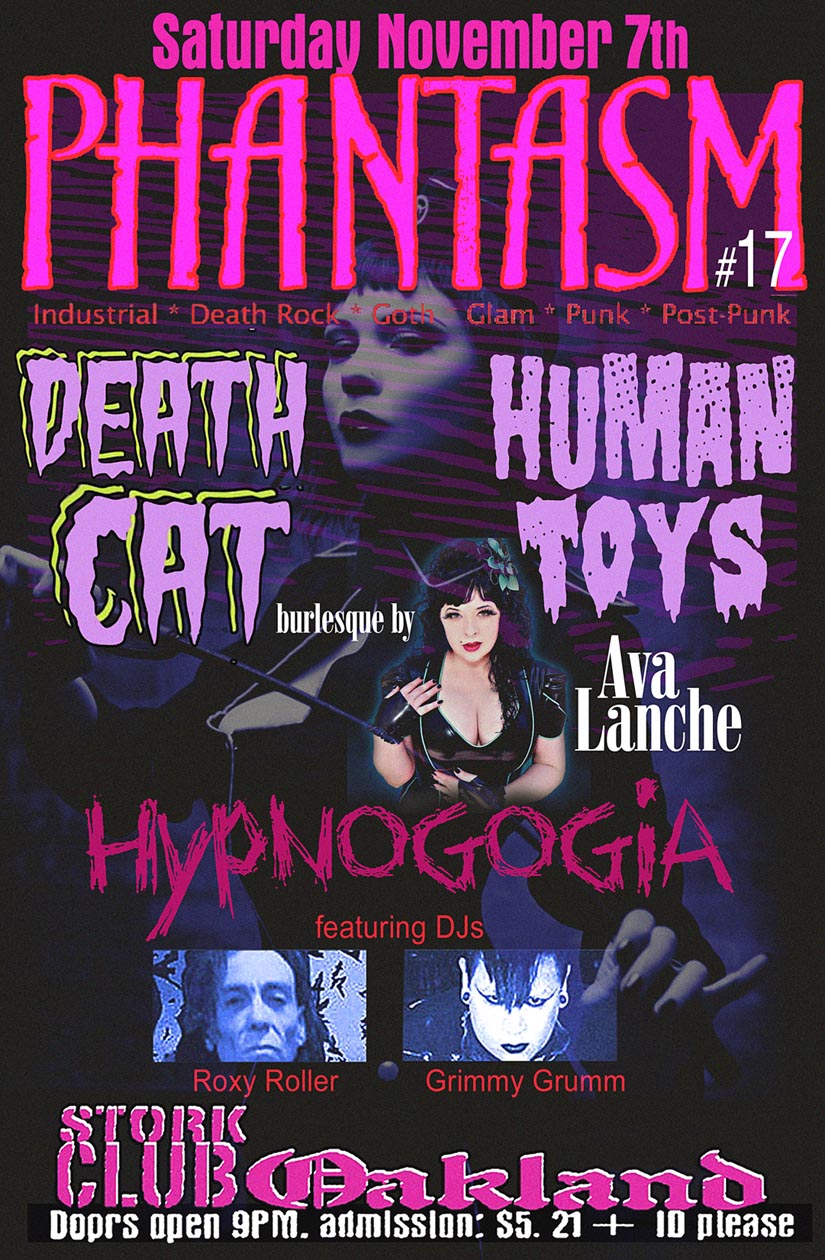 Saturday November 7th
PHANTASM
#17
Industrial * Death Rock * Goth * Glam * Punk * Post-Punk
DEATH
CAT
HUMAN
TOYS
burlesque by
Ava
Lanche
HYPNOGOGiA
featuring DJs
Roxy Roller
Grimmy Grumm
STORK
CLUB Oakland
Doors open 9PM. admission: $5. 21 + ID please